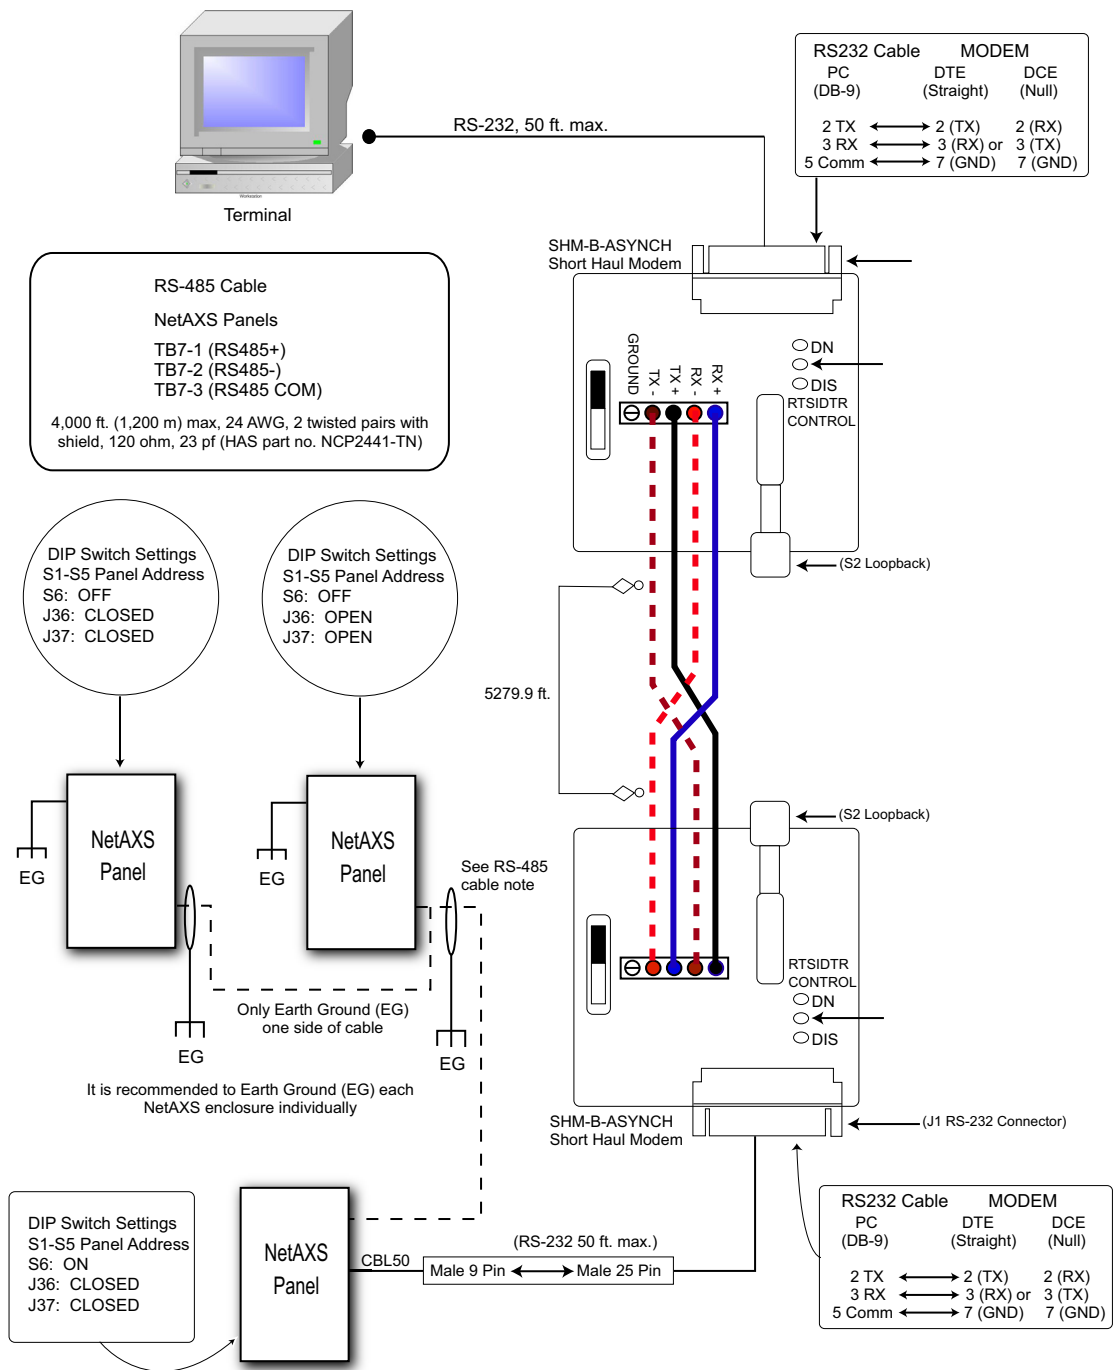 RS232 Cable MODEM
PC DTE DCE
(DB-9) (Straight) (Null)
2 TX 2 (TX) 2 (RX)
3 RX 3 (RX) or 3 (TX)
5 Comm 7 (GND) 7 (GND)
RS-232, 50 ft. max.
Workstation
Terminal
SHM-B-ASYNCH
Short Haul Modem
RS-485 Cable
NetAXS Panels
TB7-1 (RS485+)
TB7-2 (RS485-)
TB7-3 (RS485 COM)
4,000 ft. (1,200 m) max, 24 AWG, 2 twisted pairs with
shield, 120 ohm, 23 pf (HAS part no. NCP2441-TN)
GROUND
TX -
TX +
RX -
RX +
DN
DIS
RTSIDTR
CONTROL
(S2 Loopback)
DIP Switch Settings
S1-S5 Panel Address
S6: OFF
J36: CLOSED
J37: CLOSED
DIP Switch Settings
S1-S5 Panel Address
S6: OFF
J36: OPEN
J37: OPEN
5279.9 ft.
NetAXS
Panel
EG
NetAXS
Panel
EG
See RS-485
cable note
(S2 Loopback)
RTSIDTR
CONTROL
DN
DIS
Only Earth Ground (EG)
one side of cable
EG
EG
It is recommended to Earth Ground (EG) each
NetAXS enclosure individually
SHM-B-ASYNCH
Short Haul Modem
(J1 RS-232 Connector)
DIP Switch Settings
S1-S5 Panel Address
S6: ON
J36: CLOSED
J37: CLOSED
NetAXS
Panel
CBL50
(RS-232 50 ft. max.)
Male 9 Pin Male 25 Pin
RS232 Cable MODEM
PC DTE DCE
(DB-9) (Straight) (Null)
2 TX 2 (TX) 2 (RX)
3 RX 3 (RX) or 3 (TX)
5 Comm 7 (GND) 7 (GND)